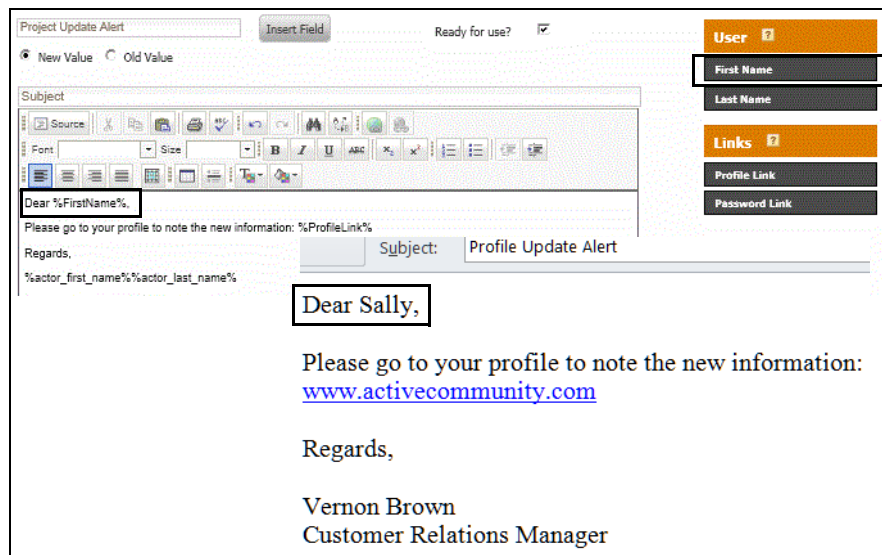 Project Update Alert
Insert Field
Ready for use?
New Value Old Value
Subject
Source
Font Size B I U ABC x₂ x²
Dear %FirstName%,
Please go to your profile to note the new information: %ProfileLink%
Regards,
%actor_first_name%%actor_last_name%
User ?
First Name
Last Name
Links ?
Profile Link
Password Link
Subject: Profile Update Alert
Dear Sally,
Please go to your profile to note the new information:
www.activecommunity.com
Regards,
Vernon Brown
Customer Relations Manager